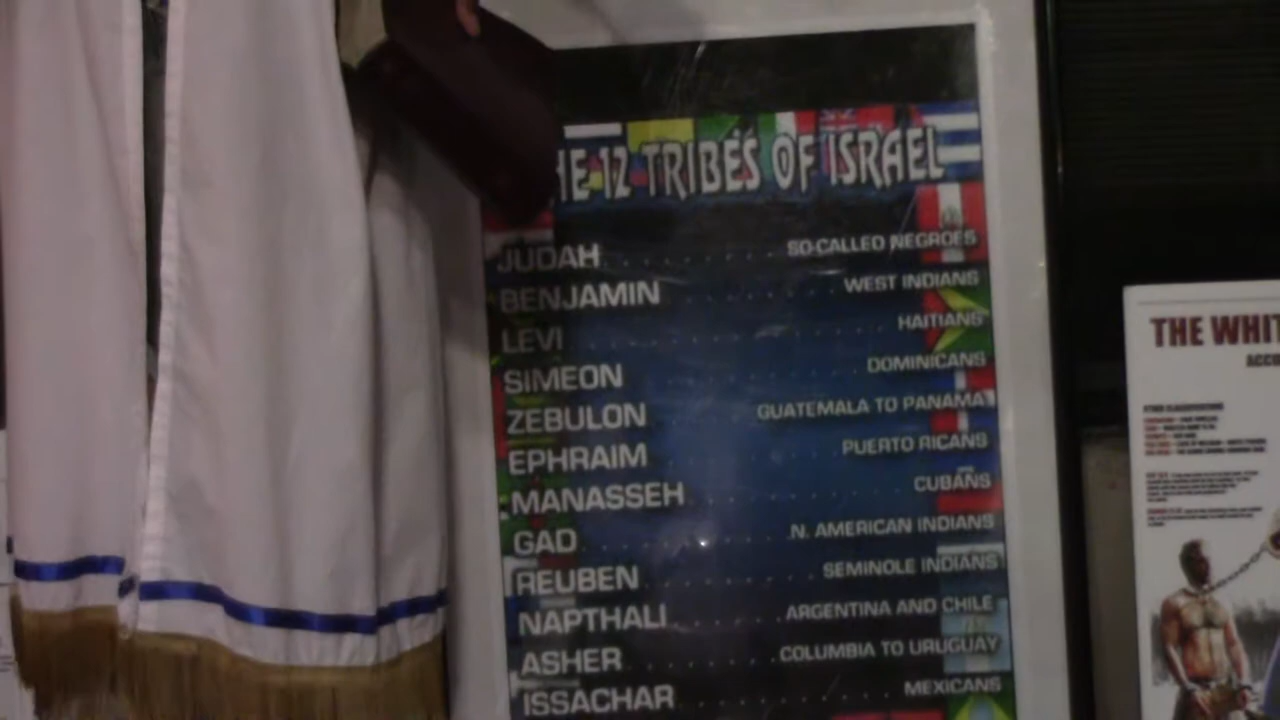 HE 12 TRIBES OF ISRAEL
JUDAH . . . . . . . . SO-CALLED NEGROES
BENJAMIN . . . . . . . . WEST INDIANS
LEVI . . . . . . . . HAITIANS
SIMEON . . . . . . . . DOMINICANS
ZEBULON . . . . . . . . GUATEMALA TO PANAMA
EPHRAIM . . . . . . . . PUERTO RICANS
MANASSEH . . . . . . . . CUBANS
GAD . . . . . . . . N. AMERICAN INDIANS
REUBEN . . . . . . . . SEMINOLE INDIANS
NAPTHALI . . . . . . . . ARGENTINA AND CHILE
ASHER . . . . . . . . COLUMBIA TO URUGUAY
ISSACHAR . . . . . . . . MEXICANS
THE WHIT
ACC